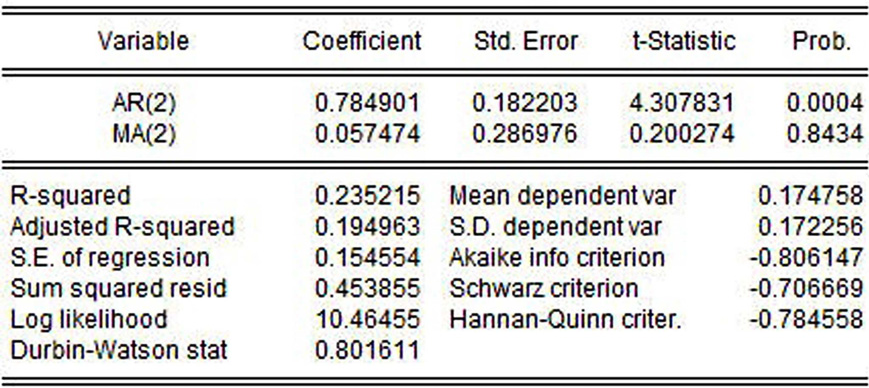 Variable Coefficient Std. Error t-Statistic Prob.
AR(2) 0.784901 0.182203 4.307831 0.0004
MA(2) 0.057474 0.286976 0.200274 0.8434
R-squared 0.235215 Mean dependent var 0.174758
Adjusted R-squared 0.194963 S.D. dependent var 0.172256
S.E. of regression 0.154554 Akaike info criterion -0.806147
Sum squared resid 0.453855 Schwarz criterion -0.706669
Log likelihood 10.46455 Hannan-Quinn criter. -0.784558
Durbin-Watson stat 0.801611